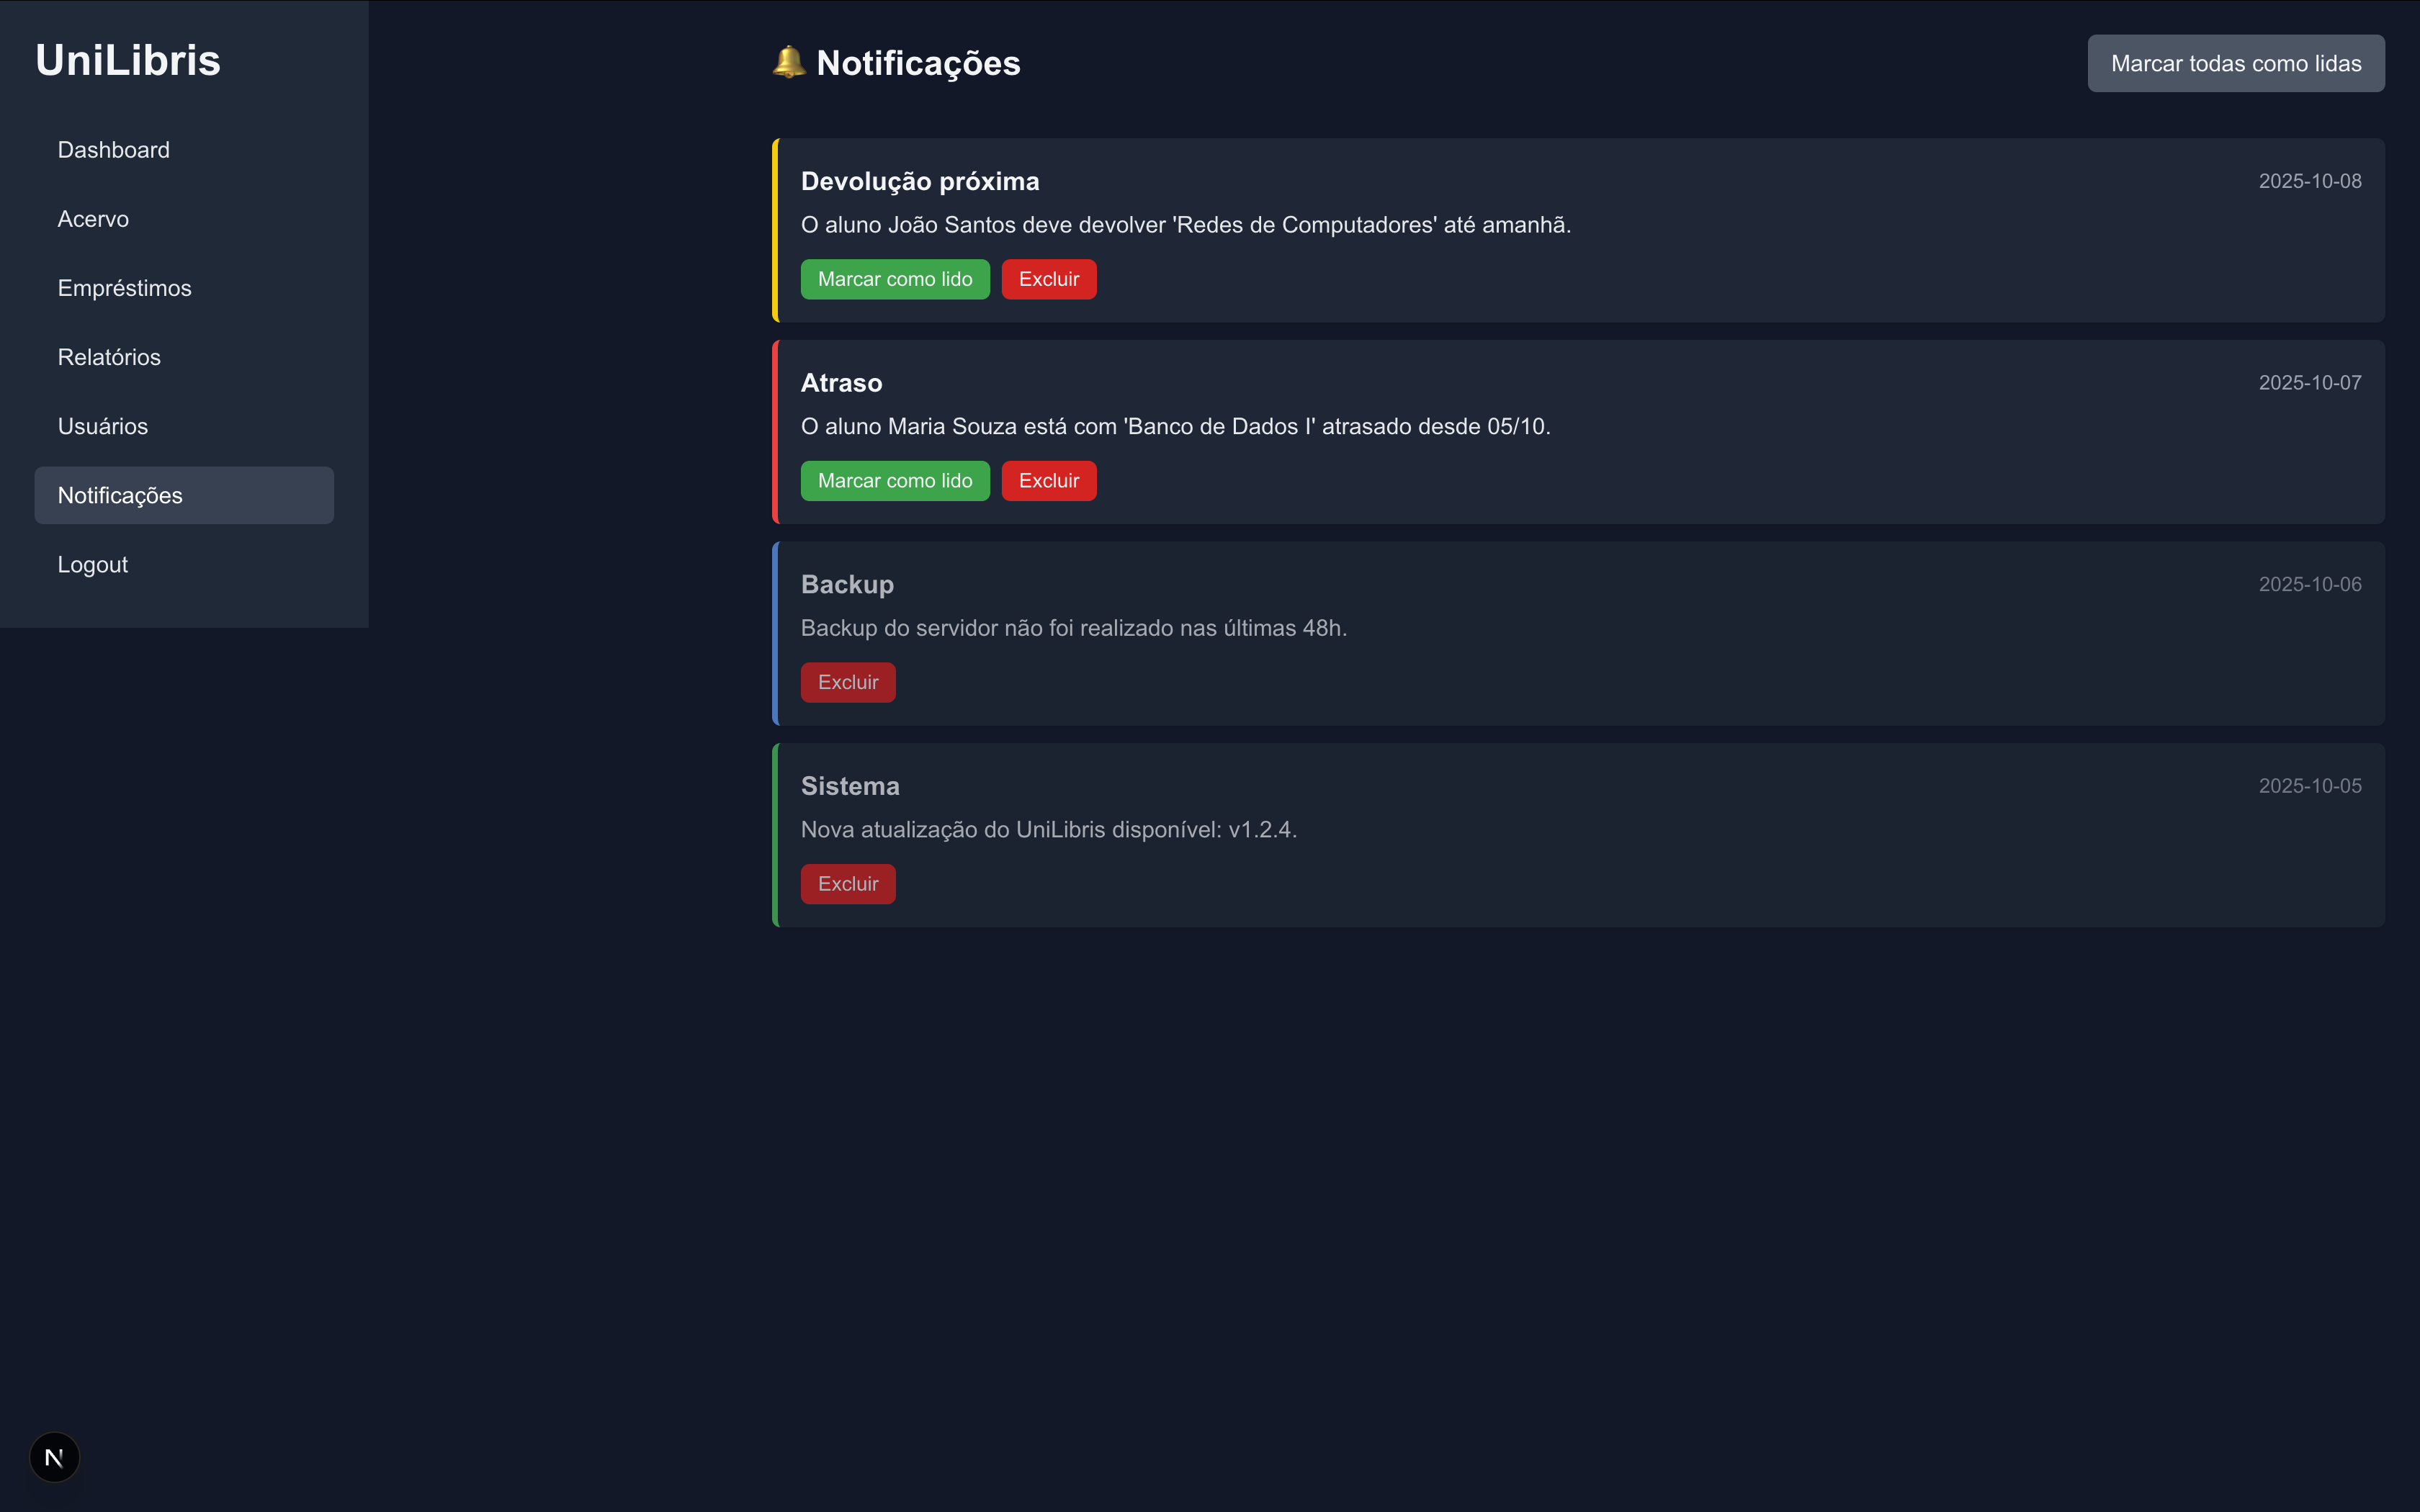 UniLibris
Dashboard
Acervo
Empréstimos
Relatórios
Usuários
Notificações
Logout
🔔 Notificações
Marcar todas como lidas
Devolução próxima
2025-10-08
O aluno João Santos deve devolver 'Redes de Computadores' até amanhã.
Marcar como lido
Excluir
Atraso
2025-10-07
O aluno Maria Souza está com 'Banco de Dados I' atrasado desde 05/10.
Marcar como lido
Excluir
Backup
2025-10-06
Backup do servidor não foi realizado nas últimas 48h.
Excluir
Sistema
2025-10-05
Nova atualização do UniLibris disponível: v1.2.4.
Excluir
N